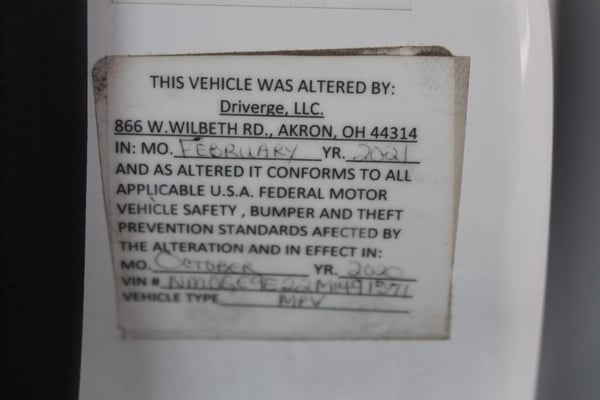 THIS VEHICLE WAS ALTERED BY:
Driverge, LLC.
866 W.WILBETH RD., AKRON, OH 44314
IN: MO. FEBRUARY YR. 2021
AND AS ALTERED IT CONFORMS TO ALL
APPLICABLE U.S.A. FEDERAL MOTOR
VEHICLE SAFETY , BUMPER AND THEFT
PREVENTION STANDARDS AFECTED BY
THE ALTERATION AND IN EFFECT IN:
MO. OCTOBER YR. 2020
VIN # NM0GE9E22M1491571
VEHICLE TYPE MPV